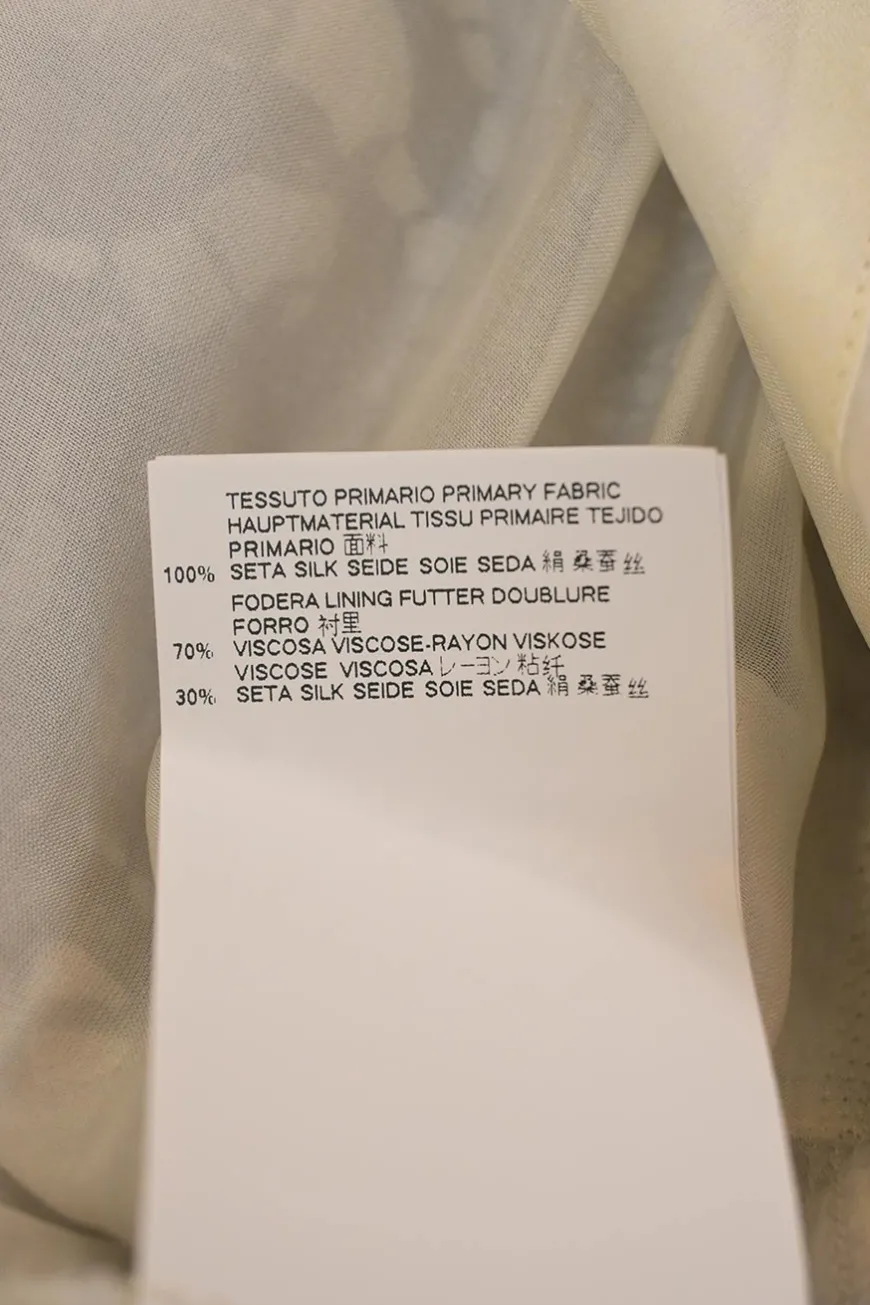 TESSUTO PRIMARIO PRIMARY FABRIC
HAUPTMATERIAL TISSU PRIMAIRE TEJIDO
PRIMARIO 面料
100% SETA SILK SEIDE SOIE SEDA 絹 桑蚕丝
FODERA LINING FUTTER DOUBLURE
FORRO 衬里
70% VISCOSA VISCOSE-RAYON VISKOSE
VISCOSE VISCOSA レーヨン 粘纤
30% SETA SILK SEIDE SOIE SEDA 絹 桑蚕丝